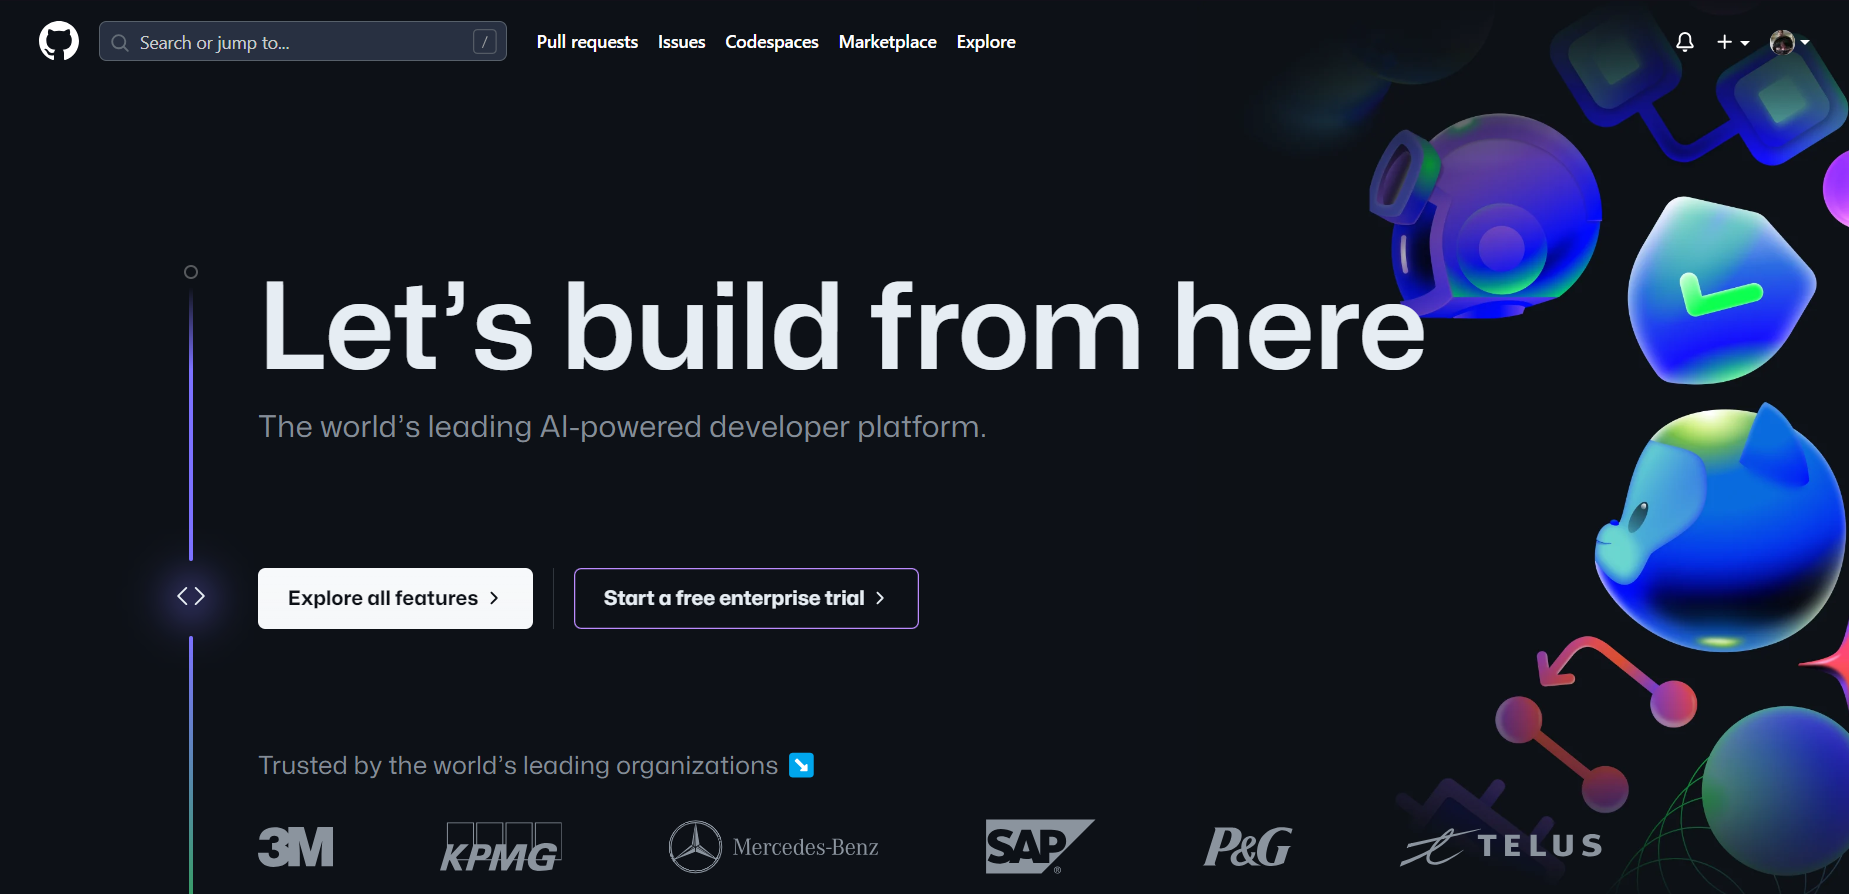 Search or jump to...
/
Pull requests
Issues
Codespaces
Marketplace
Explore
Let’s build from here
The world’s leading AI-powered developer platform.
Explore all features
Start a free enterprise trial
Trusted by the world’s leading organizations
3M
KPMG
Mercedes-Benz
SAP®
P&G
TELUS